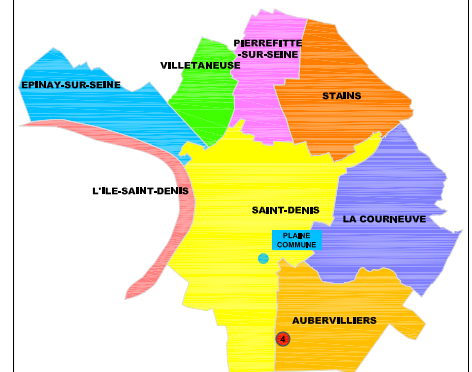 PIERREFITTE
-SUR-SEINE
VILLETANEUSE
EPINAY-SUR-SEINE
STAINS
L'ILE-SAINT-DENIS
SAINT-DENIS
LA COURNEUVE
PLAINE
COMMUNE
AUBERVILLIERS
4